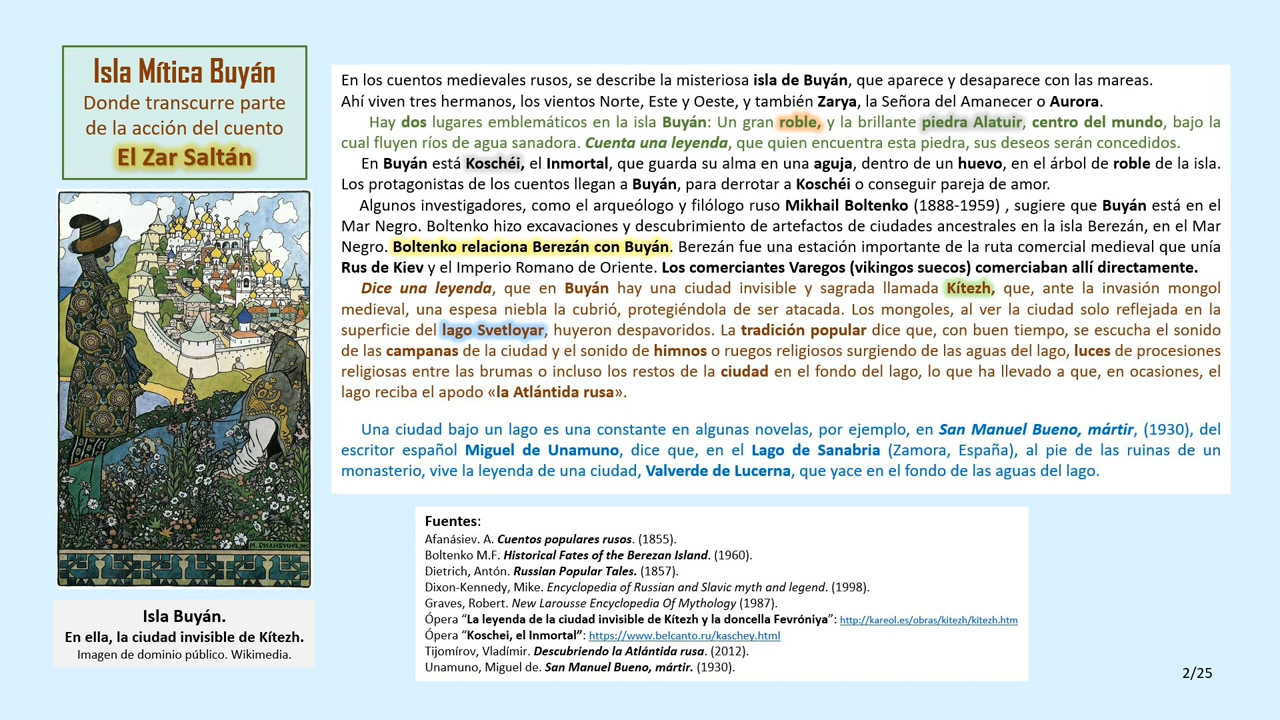 Isla Mítica Buyán
Donde transcurre parte
de la acción del cuento
El Zar Saltán
En los cuentos medievales rusos, se describe la misteriosa isla de Buyán, que aparece y desaparece con las mareas.
Ahí viven tres hermanos, los vientos Norte, Este y Oeste, y también Zarya, la Señora del Amanecer o Aurora.
Hay dos lugares emblemáticos en la isla Buyán: Un gran roble, y la brillante piedra Alatuir, centro del mundo, bajo la
cual fluyen ríos de agua sanadora. Cuenta una leyenda, que quien encuentra esta piedra, sus deseos serán concedidos.
En Buyán está Koschéi, el Inmortal, que guarda su alma en una aguja, dentro de un huevo, en el árbol de roble de la isla.
Los protagonistas de los cuentos llegan a Buyán, para derrotar a Koschéi o conseguir pareja de amor.
Algunos investigadores, como el arqueólogo y filólogo ruso Mikhail Boltenko (1888-1959) , sugiere que Buyán está en el
Mar Negro. Boltenko hizo excavaciones y descubrimiento de artefactos de ciudades ancestrales en la isla Berezán, en el Mar
Negro. Boltenko relaciona Berezán con Buyán. Berezán fue una estación importante de la ruta comercial medieval que unía
Rus de Kiev y el Imperio Romano de Oriente. Los comerciantes Varegos (vikingos suecos) comerciaban allí directamente.
Dice una leyenda, que en Buyán hay una ciudad invisible y sagrada llamada Kítezh, que, ante la invasión mongol
medieval, una espesa niebla la cubrió, protegiéndola de ser atacada. Los mongoles, al ver la ciudad solo reflejada en la
superficie del lago Svetloyar, huyeron despavoridos. La tradición popular dice que, con buen tiempo, se escucha el sonido
de las campanas de la ciudad y el sonido de himnos o ruegos religiosos surgiendo de las aguas del lago, luces de procesiones
religiosas entre las brumas o incluso los restos de la ciudad en el fondo del lago, lo que ha llevado a que, en ocasiones, el
lago reciba el apodo «la Atlántida rusa».
Una ciudad bajo un lago es una constante en algunas novelas, por ejemplo, en San Manuel Bueno, mártir, (1930), del
escritor español Miguel de Unamuno, dice que, en el Lago de Sanabria (Zamora, España), al pie de las ruinas de un
monasterio, vive la leyenda de una ciudad, Valverde de Lucerna, que yace en el fondo de las aguas del lago.
И. БИЛИБИНЪ
Isla Buyán.
En ella, la ciudad invisible de Kítezh.
Imagen de dominio público. Wikimedia.
Fuentes:
Afanásiev. A. Cuentos populares rusos. (1855).
Boltenko M.F. Historical Fates of the Berezan Island. (1960).
Dietrich, Antón. Russian Popular Tales. (1857).
Dixon-Kennedy, Mike. Encyclopedia of Russian and Slavic myth and legend. (1998).
Graves, Robert. New Larousse Encyclopedia Of Mythology (1987).
Ópera “La leyenda de la ciudad invisible de Kítezh y la doncella Fevróniya”: http://kareol.es/obras/kitezh/kitezh.htm
Ópera “Koschei, el Inmortal”: https://www.belcanto.ru/kaschey.html
Tijomírov, Vladímir. Descubriendo la Atlántida rusa. (2012).
Unamuno, Miguel de. San Manuel Bueno, mártir. (1930).
2/25